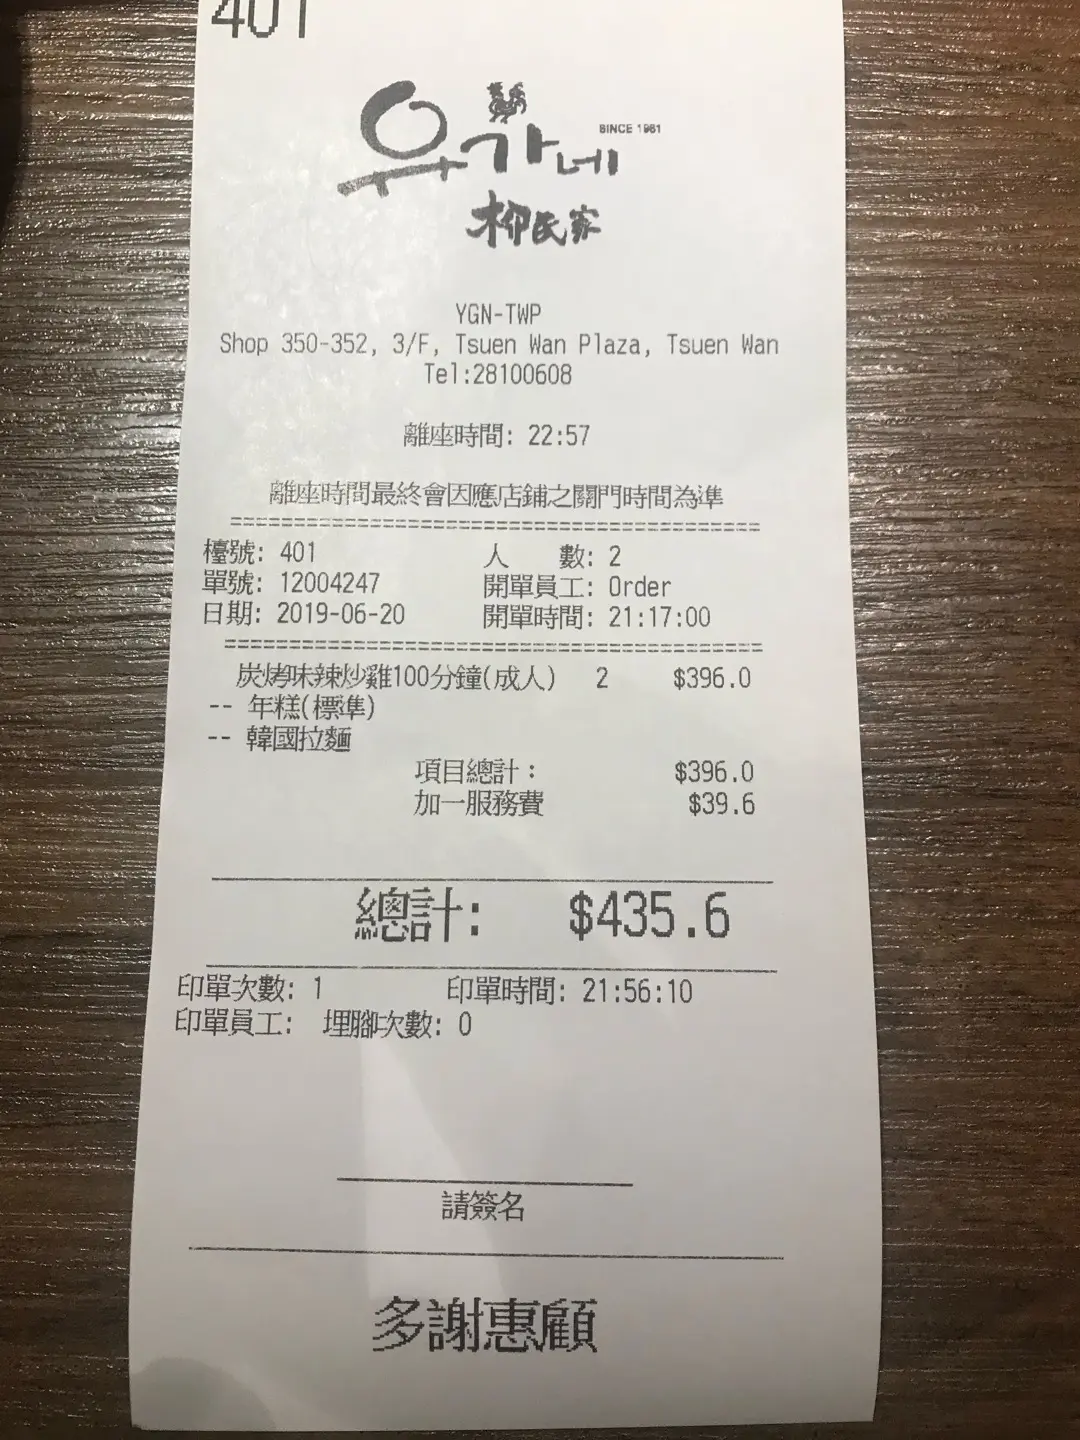 401
유가네
SINCE 1981
柳氏家
YGN-TWP
Shop 350-352, 3/F, Tsuen Wan Plaza, Tsuen Wan
Tel:28100608
離座時間: 22:57
離座時間最終會因應店鋪之關門時間為準
檯號: 401 人 數: 2
單號: 12004247 開單員工: Order
日期: 2019-06-20 開單時間: 21:17:00
炭烤味辣炒雞100分鐘(成人) 2 $396.0
-- 年糕(標準)
-- 韓國拉麵
項目總計: $396.0
加一服務費 $39.6
總計: $435.6
印單次數: 1 印單時間: 21:56:10
印單員工: 埋腳次數: 0
請簽名
多謝惠顧